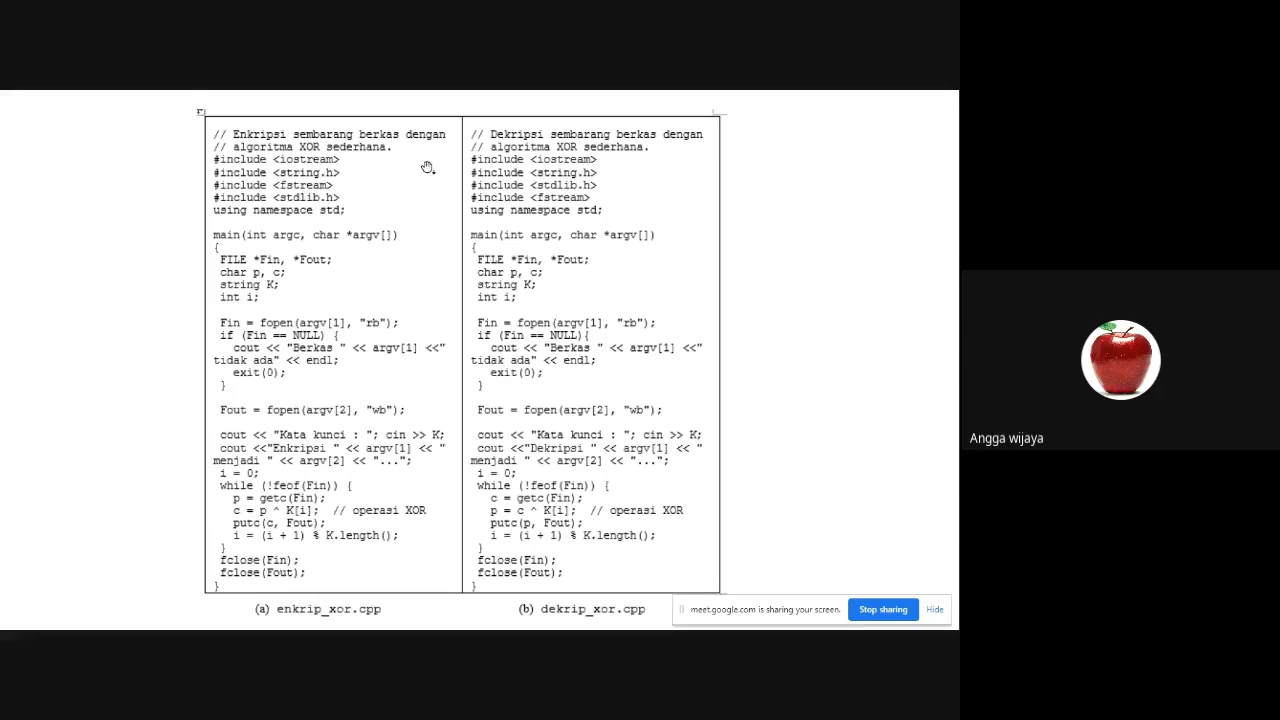 // Enkripsi sembarang berkas dengan
// algoritma XOR sederhana.
#include <iostream>
#include <string.h>
#include <fstream>
#include <stdlib.h>
using namespace std;
main(int argc, char *argv[])
{
FILE *Fin, *Fout;
char p, c;
string K;
int i;
Fin = fopen(argv[1], "rb");
if (Fin == NULL) {
cout << "Berkas " << argv[1] <<"
tidak ada" << endl;
exit(0);
}
Fout = fopen(argv[2], "wb");
cout << "Kata kunci : "; cin >> K;
cout <<"Enkripsi " << argv[1] << "
menjadi " << argv[2] << "...";
i = 0;
while (!feof(Fin)) {
p = getc(Fin);
c = p ^ K[i];  // operasi XOR
putc(c, Fout);
i = (i + 1) % K.length();
}
fclose(Fin);
fclose(Fout);
}
(a) enkrip_xor.cpp
// Dekripsi sembarang berkas dengan
// algoritma XOR sederhana.
#include <iostream>
#include <string.h>
#include <stdlib.h>
#include <fstream>
using namespace std;
main(int argc, char *argv[])
{
FILE *Fin, *Fout;
char p, c;
string K;
int i;
Fin = fopen(argv[1], "rb");
if (Fin == NULL){
cout << "Berkas " << argv[1] <<"
tidak ada" << endl;
exit(0);
}
Fout = fopen(argv[2], "wb");
cout << "Kata kunci : "; cin >> K;
cout <<"Dekripsi " << argv[1] << "
menjadi " << argv[2] << "...";
i = 0;
while (!feof(Fin)) {
c = getc(Fin);
p = c ^ K[i];  // operasi XOR
putc(p, Fout);
i = (i + 1) % K.length();
}
fclose(Fin);
fclose(Fout);
}
(b) dekrip_xor.cpp
meet.google.com is sharing your screen.
Stop sharing
Hide
Angga wijaya